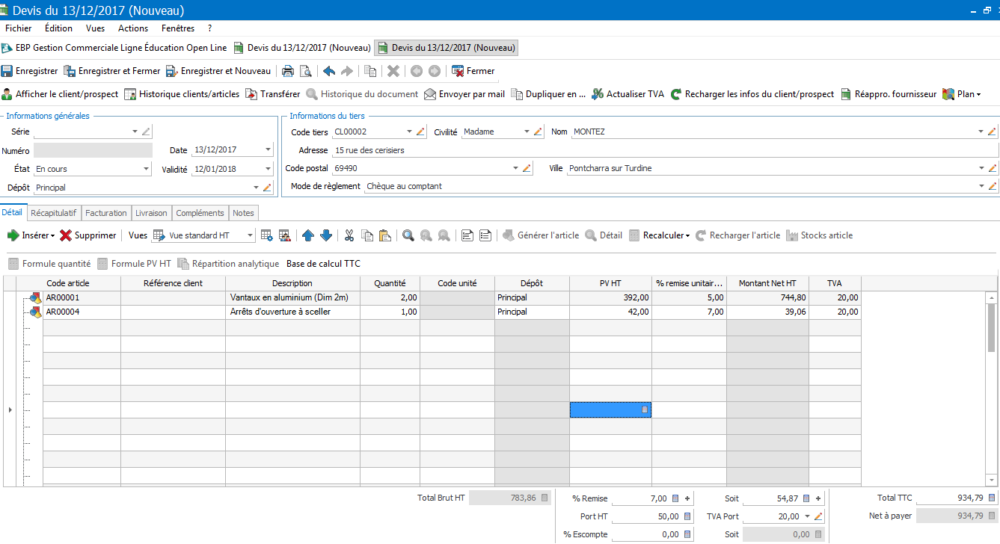 Devis du 13/12/2017 (Nouveau)
Fichier Édition Vues Actions Fenêtres ?
EBP Gestion Commerciale Ligne Éducation Open Line Devis du 13/12/2017 (Nouveau) Devis du 13/12/2017 (Nouveau)
Enregistrer Enregistrer et Fermer Enregistrer et Nouveau Fermer
Afficher le client/prospect Historique clients/articles Transférer Historique du document Envoyer par mail Dupliquer en ... Actualiser TVA Recharger les infos du client/prospect Réappro. fournisseur Plan
Informations générales Informations du tiers
Série Code tiers CL00002 Civilité Madame Nom MONTEZ
Numéro Date 13/12/2017 Adresse 15 rue des cerisiers
État En cours Validité 12/01/2018 Code postal 69490 Ville Pontcharra sur Turdine
Dépôt Principal Mode de règlement Chèque au comptant
Détail Récapitulatif Facturation Livraison Compléments Notes
Insérer Supprimer Vues Vue standard HT Générer l'article Détail Recalculer Recharger l'article Stocks article
Formule quantité Formule PV HT Répartition analytique Base de calcul TTC
Code article Référence client Description Quantité Code unité Dépôt PV HT % remise unitair... Montant Net HT TVA
AR00001 Vantaux en aluminium (Dim 2m) 2,00 Principal 392,00 5,00 744,80 20,00
AR00004 Arrêts d'ouverture à sceller 1,00 Principal 42,00 7,00 39,06 20,00
Total Brut HT 783,86 % Remise 7,00 + Soit 54,87 + Total TTC 934,79
Port HT 50,00 TVA Port 20,00 Net à payer 934,79
% Escompte 0,00 Soit 0,00